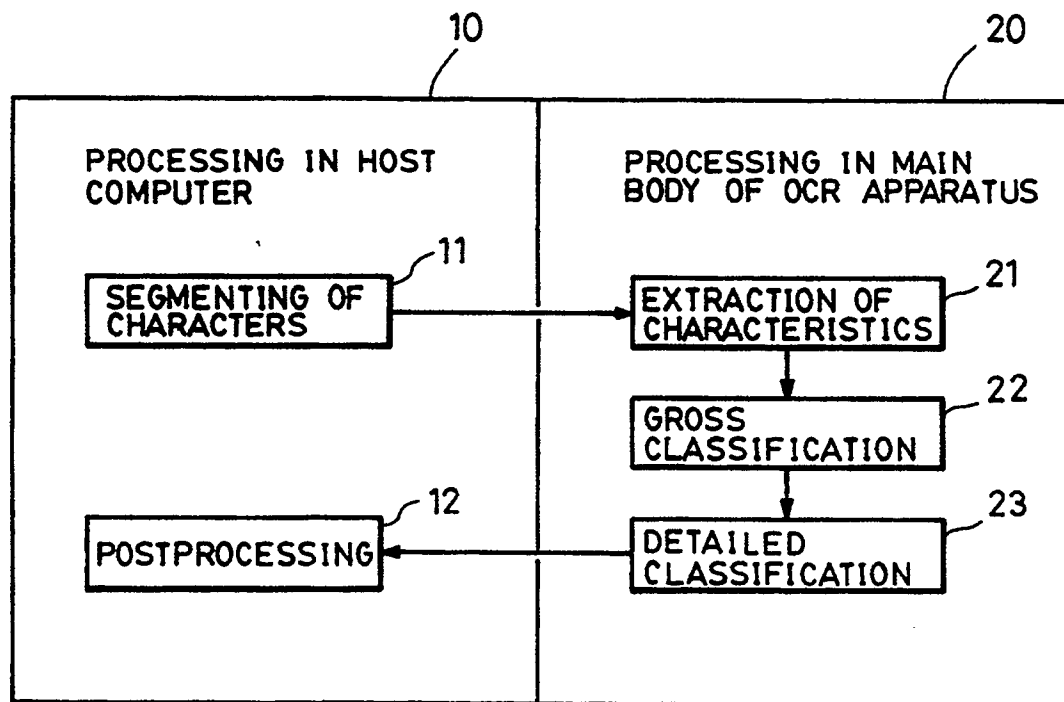 10
20
PROCESSING IN HOST
COMPUTER
PROCESSING IN MAIN
BODY OF OCR APPARATUS
11
SEGMENTING OF
CHARACTERS
21
EXTRACTION OF
CHARACTERISTICS
22
GROSS
CLASSIFICATION
12
POSTPROCESSING
23
DETAILED
CLASSIFICATION